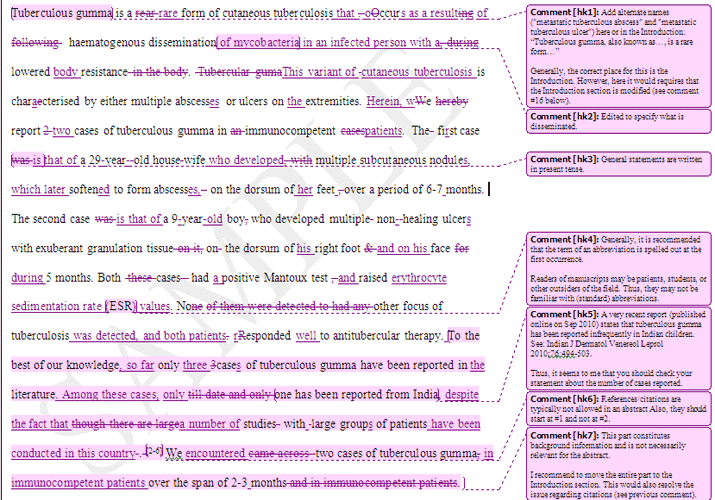 Tuberculous gumma is a rear rare form of cutaneous tuberculosis that -oOccurs as a resulting of
following- haematogenous dissemination of mycobacteria in an infected person with a, during
lowered body resistance in the body. Tubercular gumaThis variant of -cutaneous tuberculosis is
characterised by either multiple abscesses or ulcers on the extremities. Herein, wWe hereby
report 2 two cases of tuberculous gumma in an immunocompetent casespatients. The- first case
was is that of a 29-year--old house-wife who developed, with multiple subcutaneous nodules,
which later softened to form abscesses,- on the dorsum of her feet,-over a period of 6-7 months.
The second case was is that of a 9-year-old boy, who developed multiple- non--healing ulcers
with exuberant granulation tissue on it, on- the dorsum of his right foot & and on his face for
during 5 months. Both these cases had a positive Mantoux test , and raised erythrocyte
sedimentation rate (ESR) values. None of them were detected to had any other focus of
tuberculosis was detected, and both patients- rResponded well to antitubercular therapy. To the
best of our knowledge, so far only three 3cases of tuberculous gumma have been reported in the
literature. Among these cases, only till date and only one has been reported from India, despite
the fact that though there are largea number of studies- with -large groups of patients have been
conducted in this country-.[2-6] We encountered came across two cases of tuberculous gumma, in
immunocompetent patients over the span of 2-3 months and in immunocompetent patients.
SAMPLE
Comment [hk1]: Add alternate names
("metastatic tuberculous abscess" and "metastatic
tuberculous ulcer") here or in the Introduction:
"Tuberculous gumma, also known as…, is a rare
form…"
Generally, the correct place for this is the
Introduction. However, here it would requires that
the Introduction section is modified (see comment
#16 below).
Comment [hk2]: Edited to specify what is
disseminated.
Comment [hk3]: General statements are written
in present tense.
Comment [hk4]: Generally, it is recommended
that the term of an abbreviation is spelled out at the
first occurrence.
Readers of manuscripts may be patients, students, or
other outsiders of the field. Thus, they may not be
familiar with (standard) abbreviations.
Comment [hk5]: A very recent report (published
online on Sep 2010) states that tuberculous gumma
has been reported infrequently in Indian children.
See: Indian J Dermatol Venereol Leprol
2010;76:494-503.
Thus, it seems to me that you should check your
statement about the number of cases reported.
Comment [hk6]: References/citations are
typically not allowed in an abstract Also, they should
start at #1 and not at #2.
Comment [hk7]: This part constitutes
background information and is not necessarily
relevant for the abstract.
I recommend to move the entire part to the
Introduction section. This would also resolve the
issue regarding citations (see previous comment).